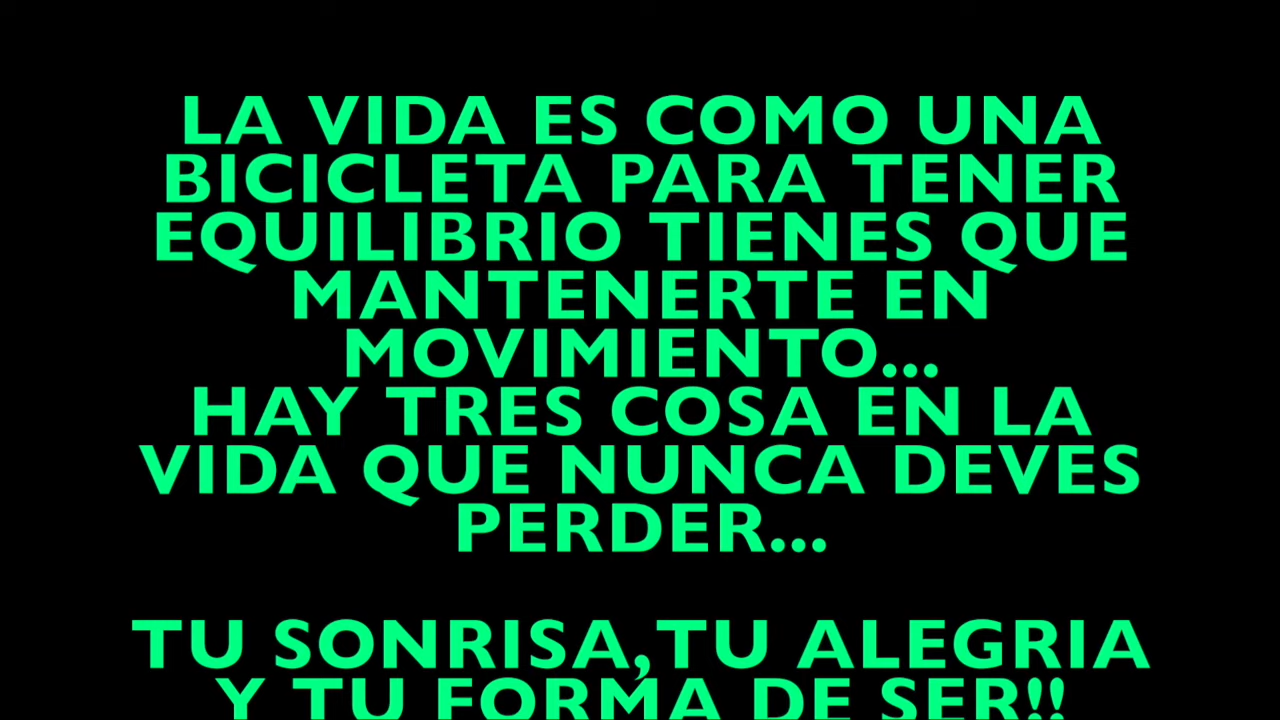 LA VIDA ES COMO UNA
BICICLETA PARA TENER
EQUILIBRIO TIENES QUE
MANTENERTE EN
MOVIMIENTO...
HAY TRES COSA EN LA
VIDA QUE NUNCA DEVES
PERDER...
TU SONRISA,TU ALEGRIA
Y TU FORMA DE SER!!